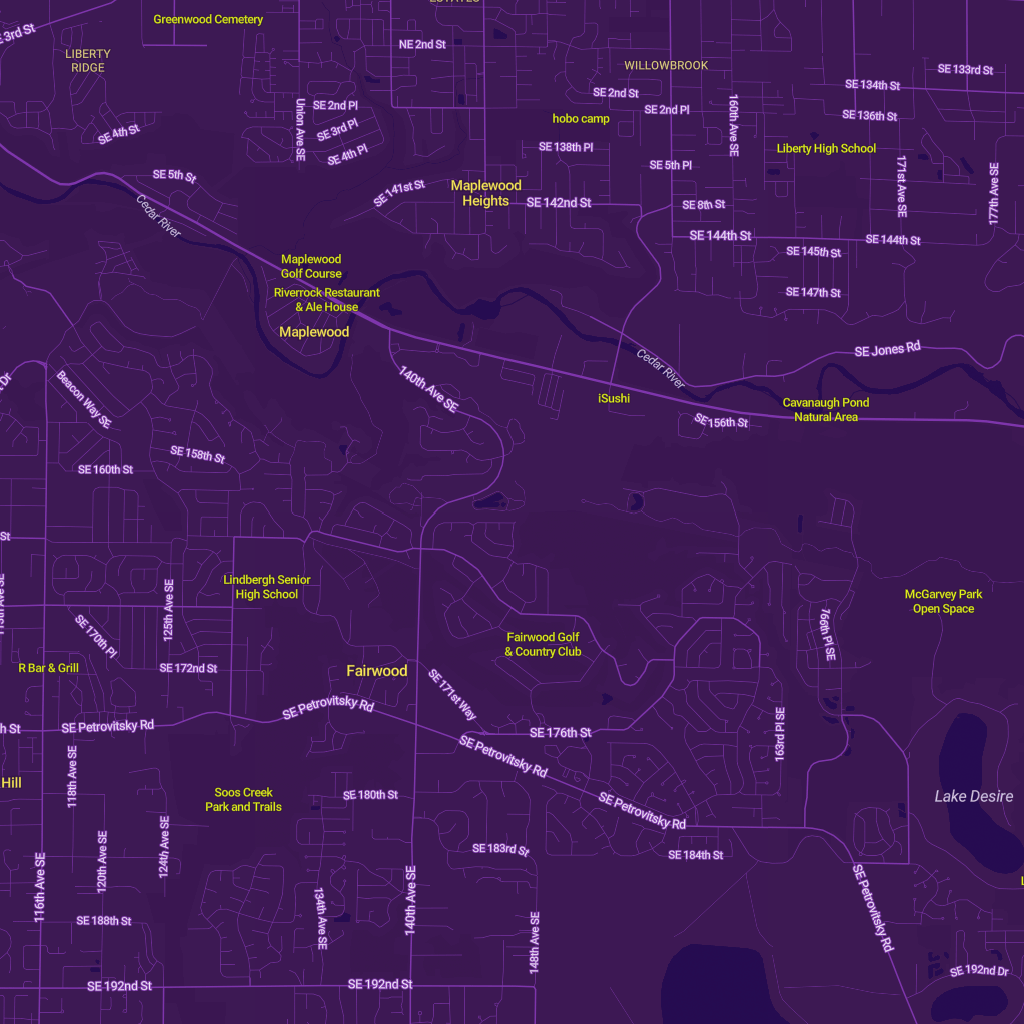 Greenwood Cemetery
SE 3rd St
LIBERTY
RIDGE
NE 2nd St
WILLOWBROOK
SE 133rd St
SE 134th St
SE 2nd St
SE 2nd Pl
SE 2nd Pl
Union Ave SE
160th Ave SE
SE 136th St
hobo camp
SE 3rd Pl
SE 4th St
SE 4th Pl
SE 138th Pl
Liberty High School
SE 5th Pl
171st Ave SE
177th Ave SE
SE 5th St
SE 141st St
Maplewood
Heights
SE 142nd St
SE 8th St
Cedar River
SE 144th St
SE 144th St
SE 145th St
Maplewood
Golf Course
Riverrock Restaurant
& Ale House
SE 147th St
Maplewood
SE Jones Rd
Cedar River
140th Ave SE
Beacon Way SE
iSushi
Cavanaugh Pond
Natural Area
SE 156th St
SE 158th St
SE 160th St
St
Lindbergh Senior
High School
125th Ave SE
McGarvey Park
Open Space
SE 170th Pl
Fairwood Golf
& Country Club
R Bar & Grill
SE 172nd St
Fairwood
SE 171st Way
163rd Pl SE
SE Petrovitsky Rd
SE Petrovitsky Rd
h St
SE 176th St
SE Petrovitsky Rd
118th Ave SE
Hill
Soos Creek
Park and Trails
SE 180th St
SE Petrovitsky Rd
Lake Desire
SE 183rd St
SE 184th St
124th Ave SE
120th Ave SE
116th Ave SE
140th Ave SE
134th Ave SE
148th Ave SE
SE Petrovitsky Rd
SE 188th St
SE 192nd St
SE 192nd St
SE 192nd Dr